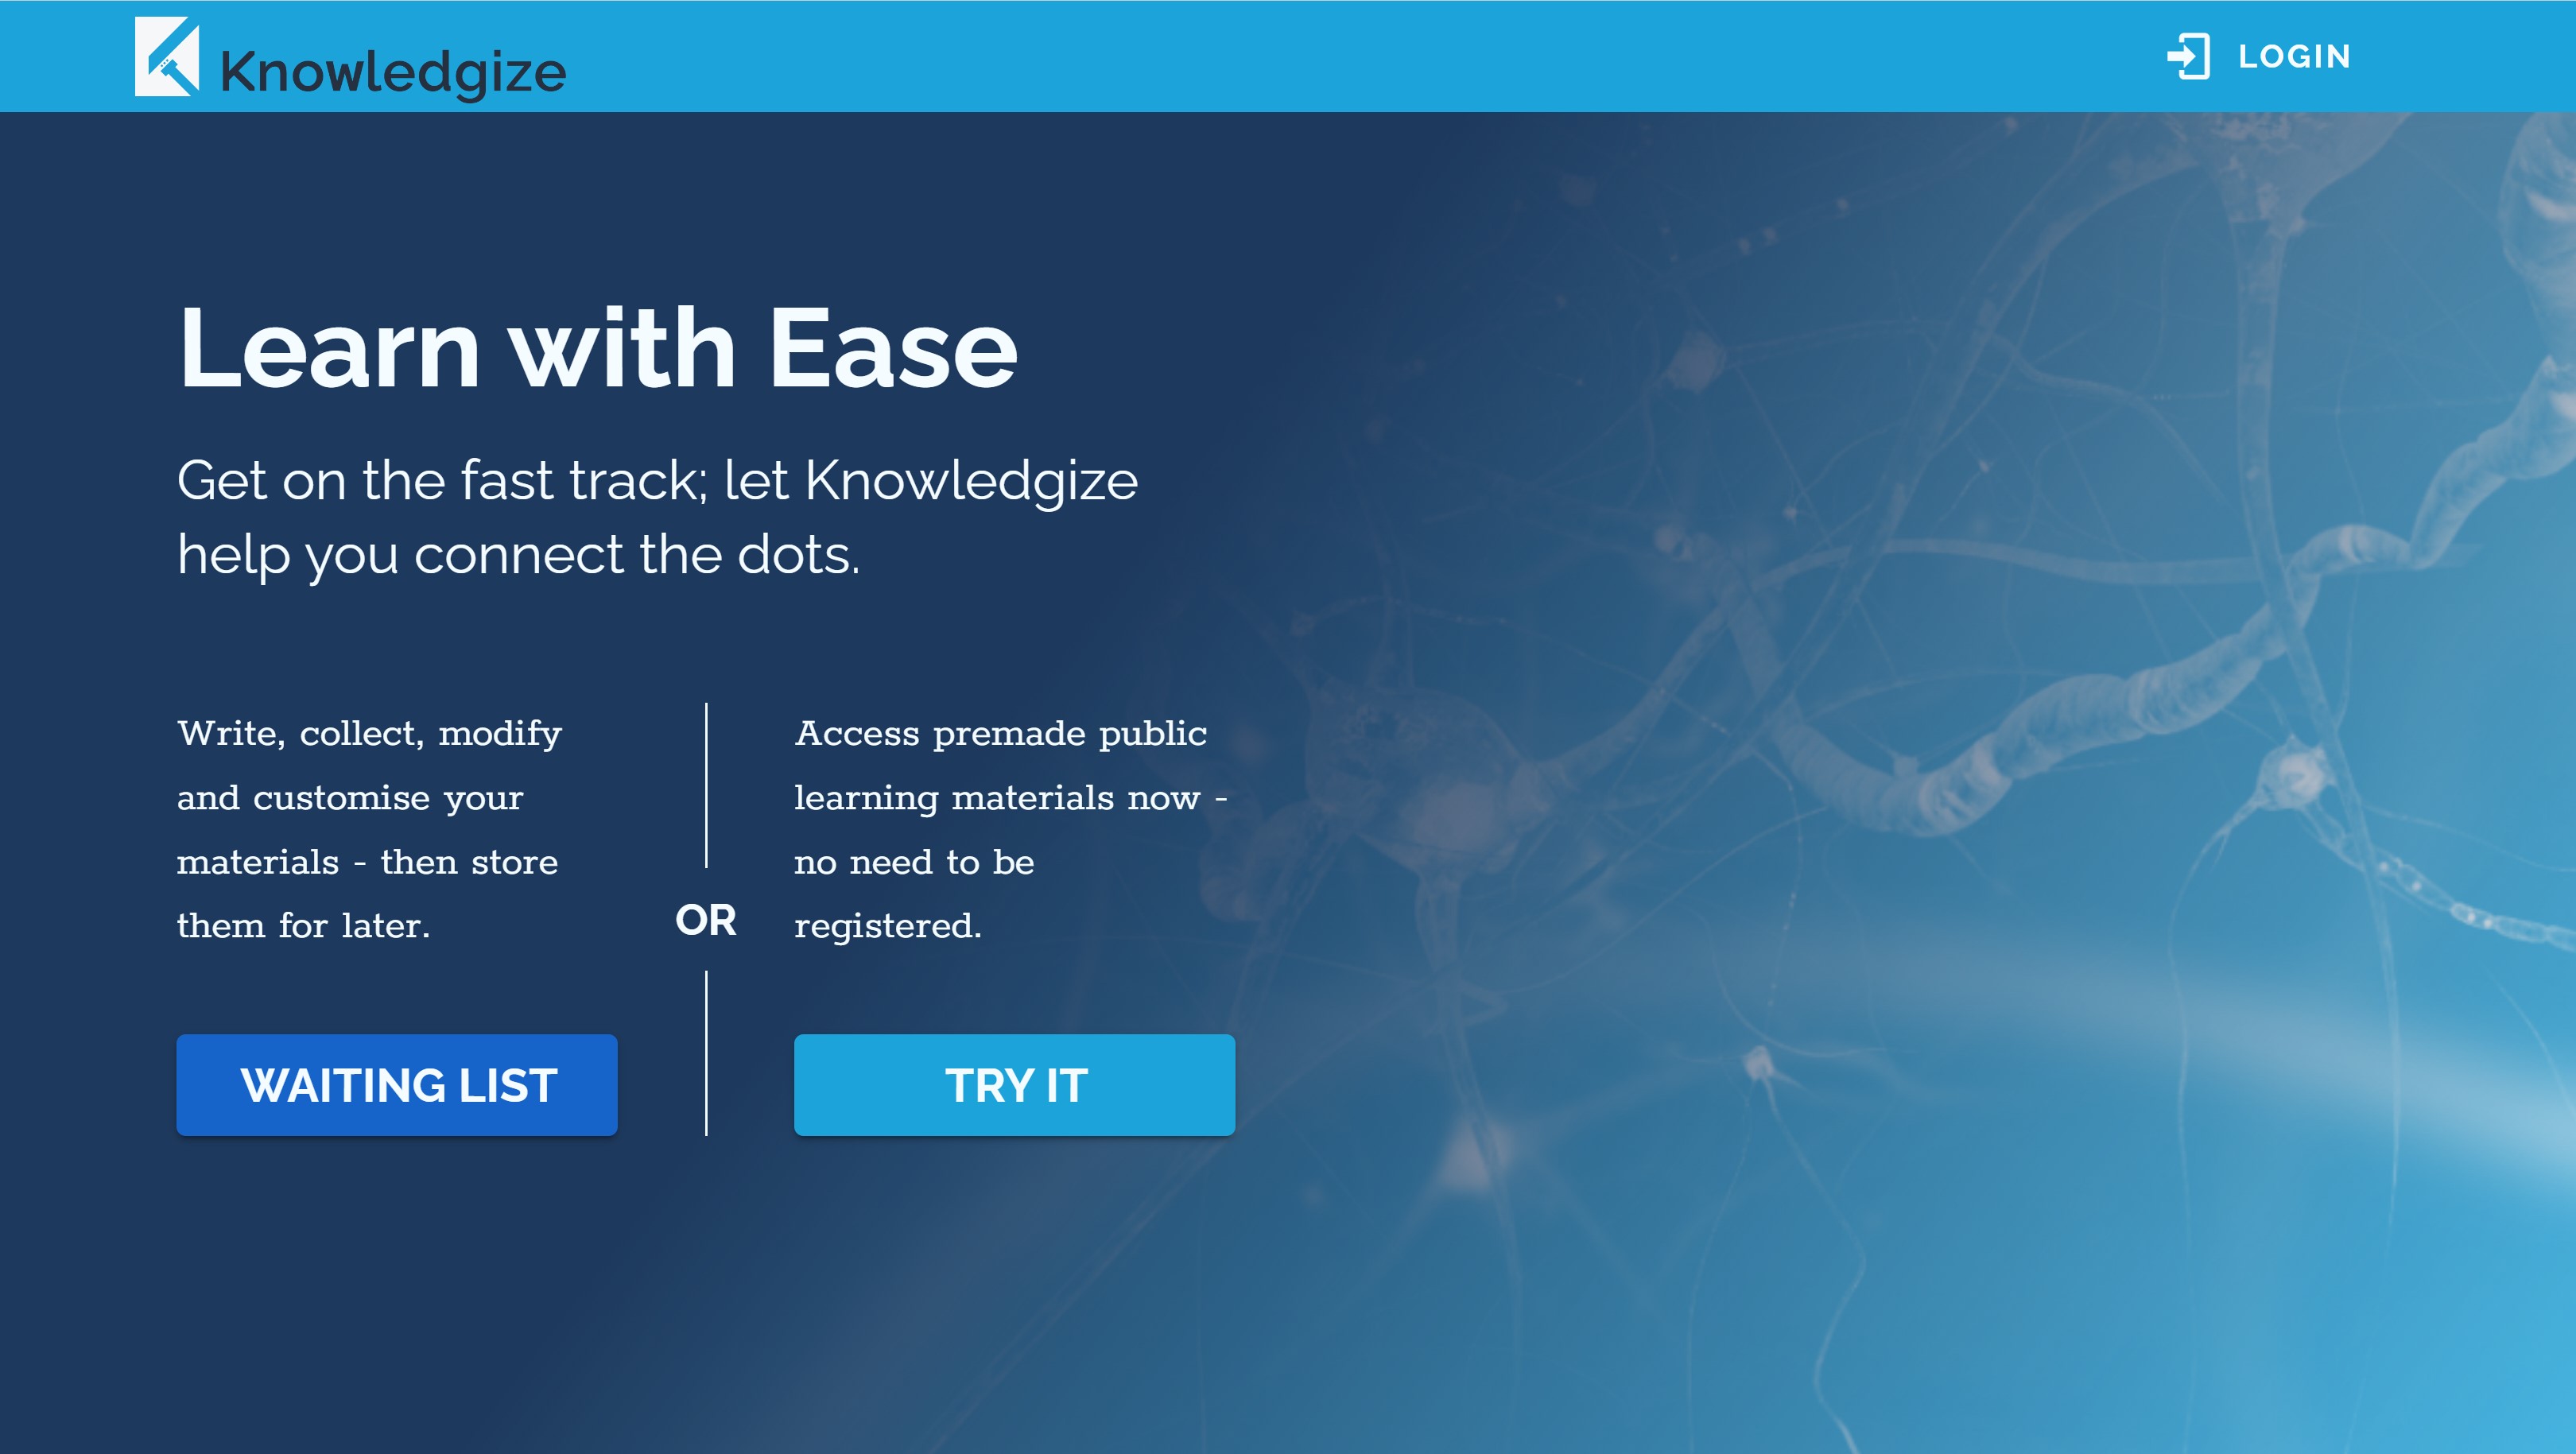 Knowledgize
LOGIN
Learn with Ease
Get on the fast track; let Knowledgize
help you connect the dots.
Write, collect, modify
and customise your
materials - then store
them for later.
WAITING LIST
OR
Access premade public
learning materials now -
no need to be
registered.
TRY IT